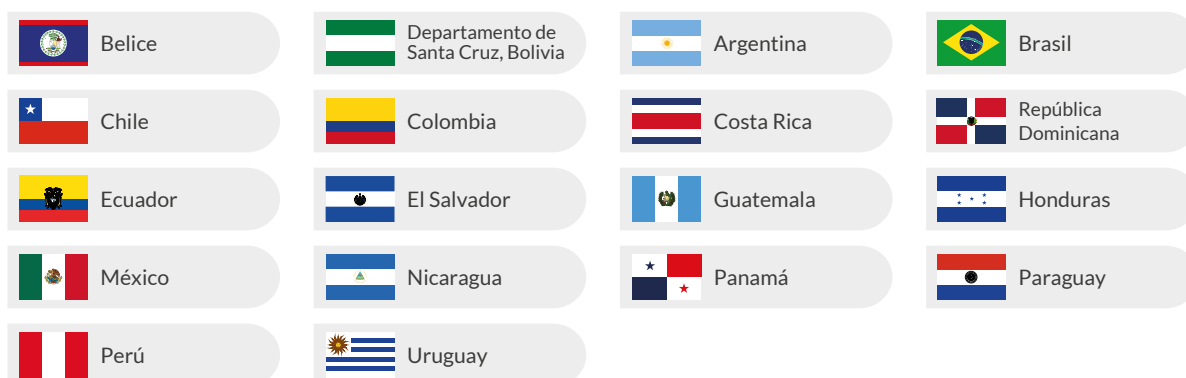 Belice
Departamento de
Santa Cruz, Bolivia
Argentina
Brasil
Chile
Colombia
Costa Rica
República
Dominicana
Ecuador
El Salvador
Guatemala
Honduras
México
Nicaragua
Panamá
Paraguay
Perú
Uruguay